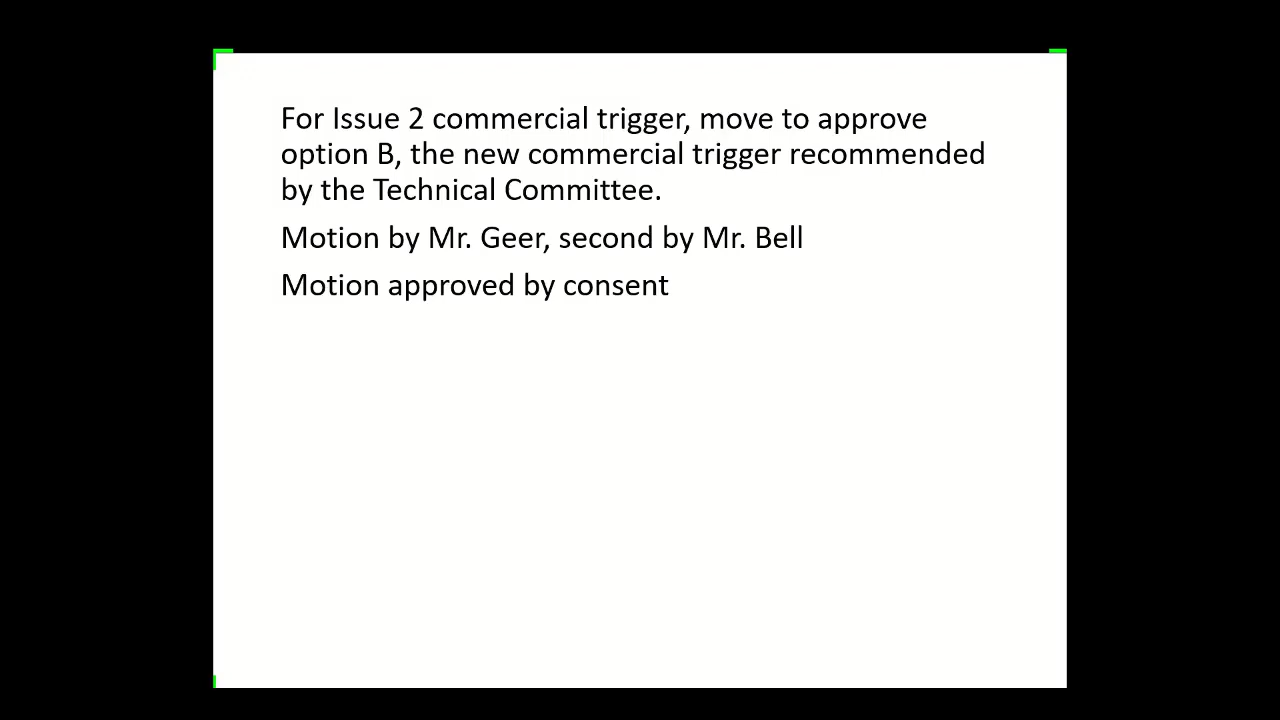 For Issue 2 commercial trigger, move to approve
option B, the new commercial trigger recommended
by the Technical Committee.
Motion by Mr. Geer, second by Mr. Bell
Motion approved by consent